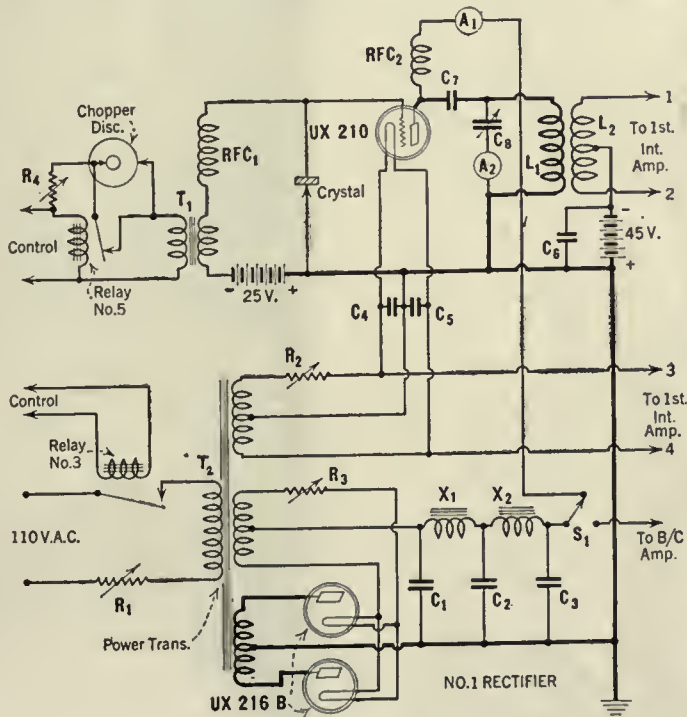 A1
RFC2
C7
Chopper
Disc.
UX 210
1
RFC1
C8
L2
To 1st.
Int.
Amp.
R4
T1
A2
L1
Crystal
2
Control
C6
-
45 V.
+
Relay
No.5
- 25 V. +
C4
C5
R2
3
Control
To 1st.
Int.
Amp.
Relay
No.3
T2
4
R3
X1
X2
S1
110 V.A.C.
To B/C
Amp.
R1
C1
C2
C3
Power Trans.
UX 216 B
NO.1 RECTIFIER